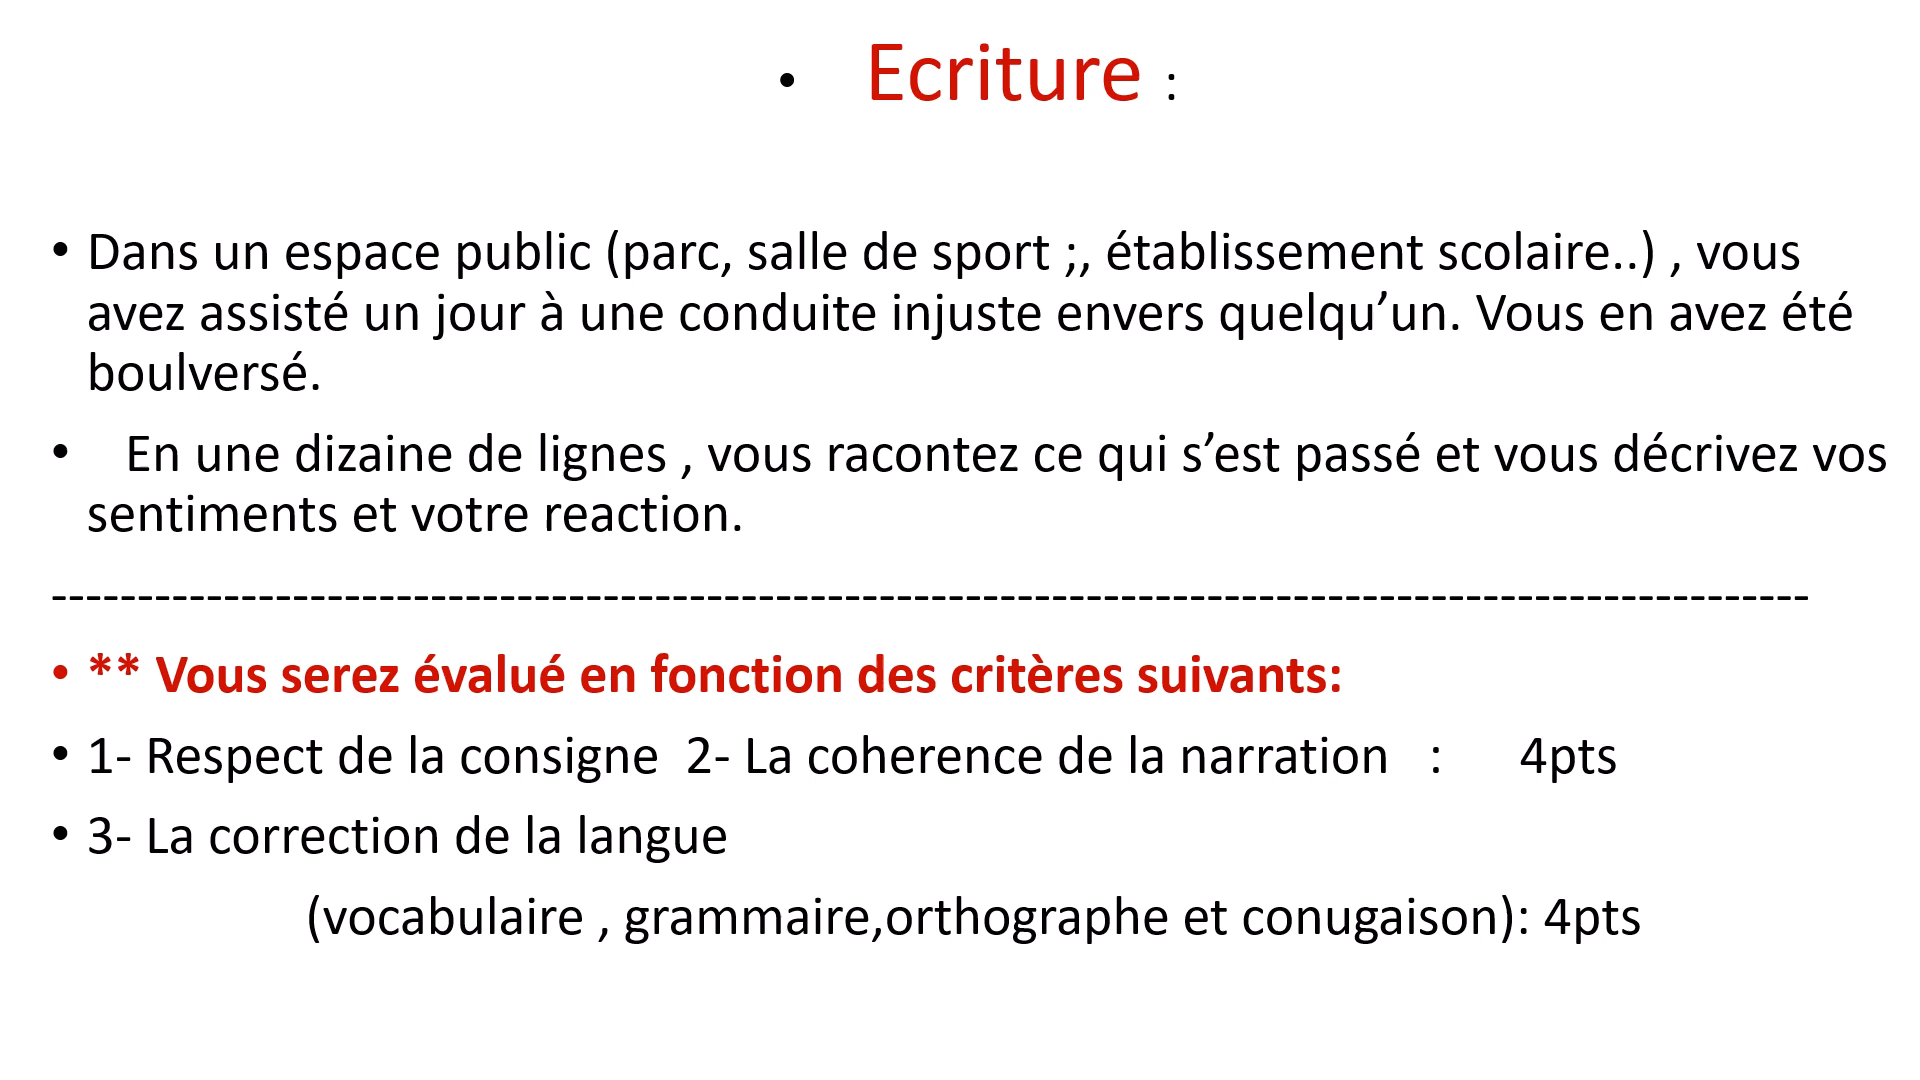 • Ecriture :
• Dans un espace public (parc, salle de sport ;, établissement scolaire..) , vous
avez assisté un jour à une conduite injuste envers quelqu’un. Vous en avez été
boulversé.
• En une dizaine de lignes , vous racontez ce qui s’est passé et vous décrivez vos
sentiments et votre reaction.
------------------------------------------------------------------------------------------------------
• ** Vous serez évalué en fonction des critères suivants:
• 1- Respect de la consigne 2- La coherence de la narration : 4pts
• 3- La correction de la langue
(vocabulaire , grammaire,orthographe et conugaison): 4pts